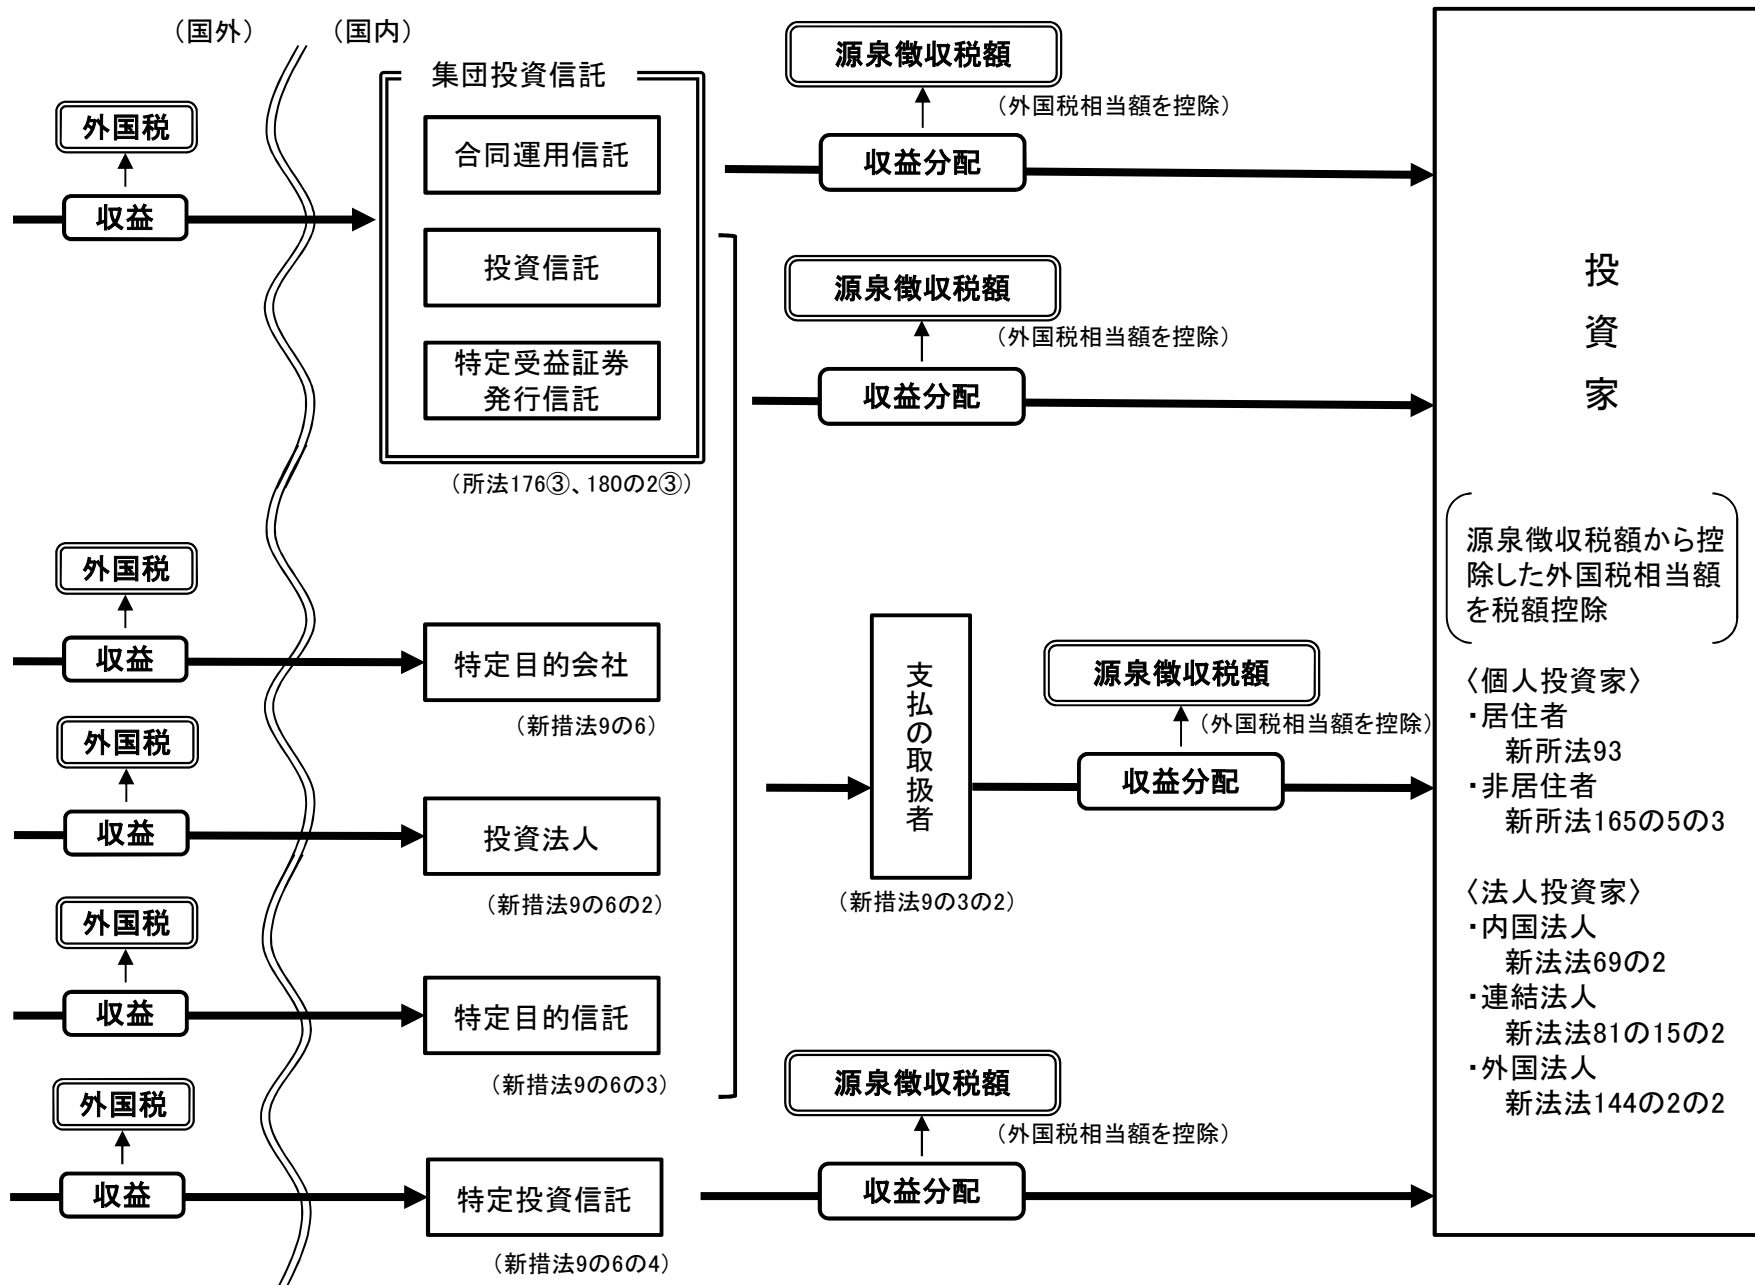 （国外）
（国内）
集団投資信託
外国税
収益
合同運用信託
投資信託
特定受益証券
発行信託
（所法176③、180の2③）
源泉徴収税額
（外国税相当額を控除）
収益分配
源泉徴収税額
（外国税相当額を控除）
収益分配
外国税
収益
特定目的会社
（新措法9の6）
外国税
収益
投資法人
（新措法9の6の2）
外国税
収益
特定目的信託
（新措法9の6の3）
外国税
収益
特定投資信託
（新措法9の6の4）
支払の取扱者
（新措法9の3の2）
源泉徴収税額
（外国税相当額を控除）
収益分配
源泉徴収税額
（外国税相当額を控除）
収益分配
投資家
源泉徴収税額から控
除した外国税相当額
を税額控除
〈個人投資家〉
・居住者
新所法93
・非居住者
新所法165の5の3
〈法人投資家〉
・内国法人
新法法69の2
・連結法人
新法法81の15の2
・外国法人
新法法144の2の2